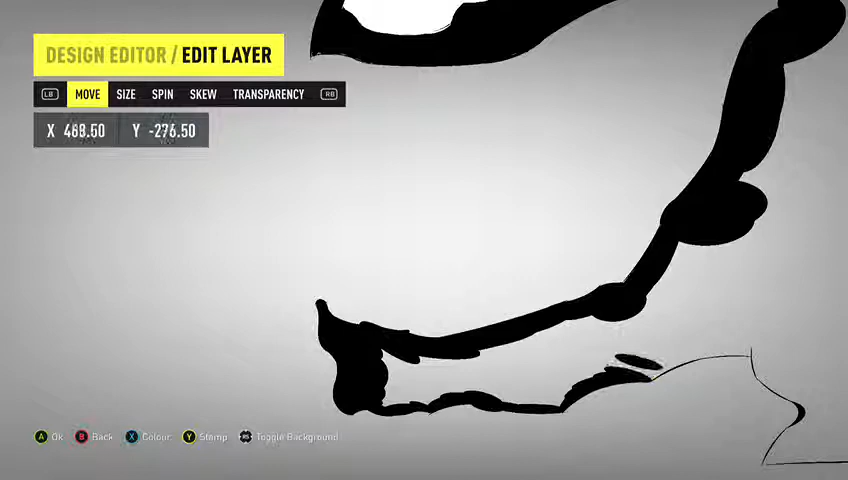 DESIGN EDITOR / EDIT LAYER
LB MOVE SIZE SPIN SKEW TRANSPARENCY RB
X 468.50 Y -276.50
A Ok B Back X Colour Y Stamp RS Toggle Background